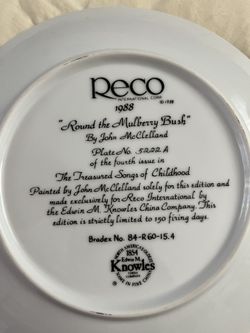 Reco
INTERNATIONAL CORP.
1988
"Round the Mulberry Bush"
By John McClelland
Plate No. 5222 A
of the fourth issue in
The Treasured Songs of Childhood
Painted by John McClelland solely for this edition and
made exclusively for Reco International by
the Edwin M. Knowles China Company. This
edition is strictly limited to 150 firing days.
Bradex No. 84-R60-15.4
1854
Edwin M.
Knowles
CHINA
COMPANY